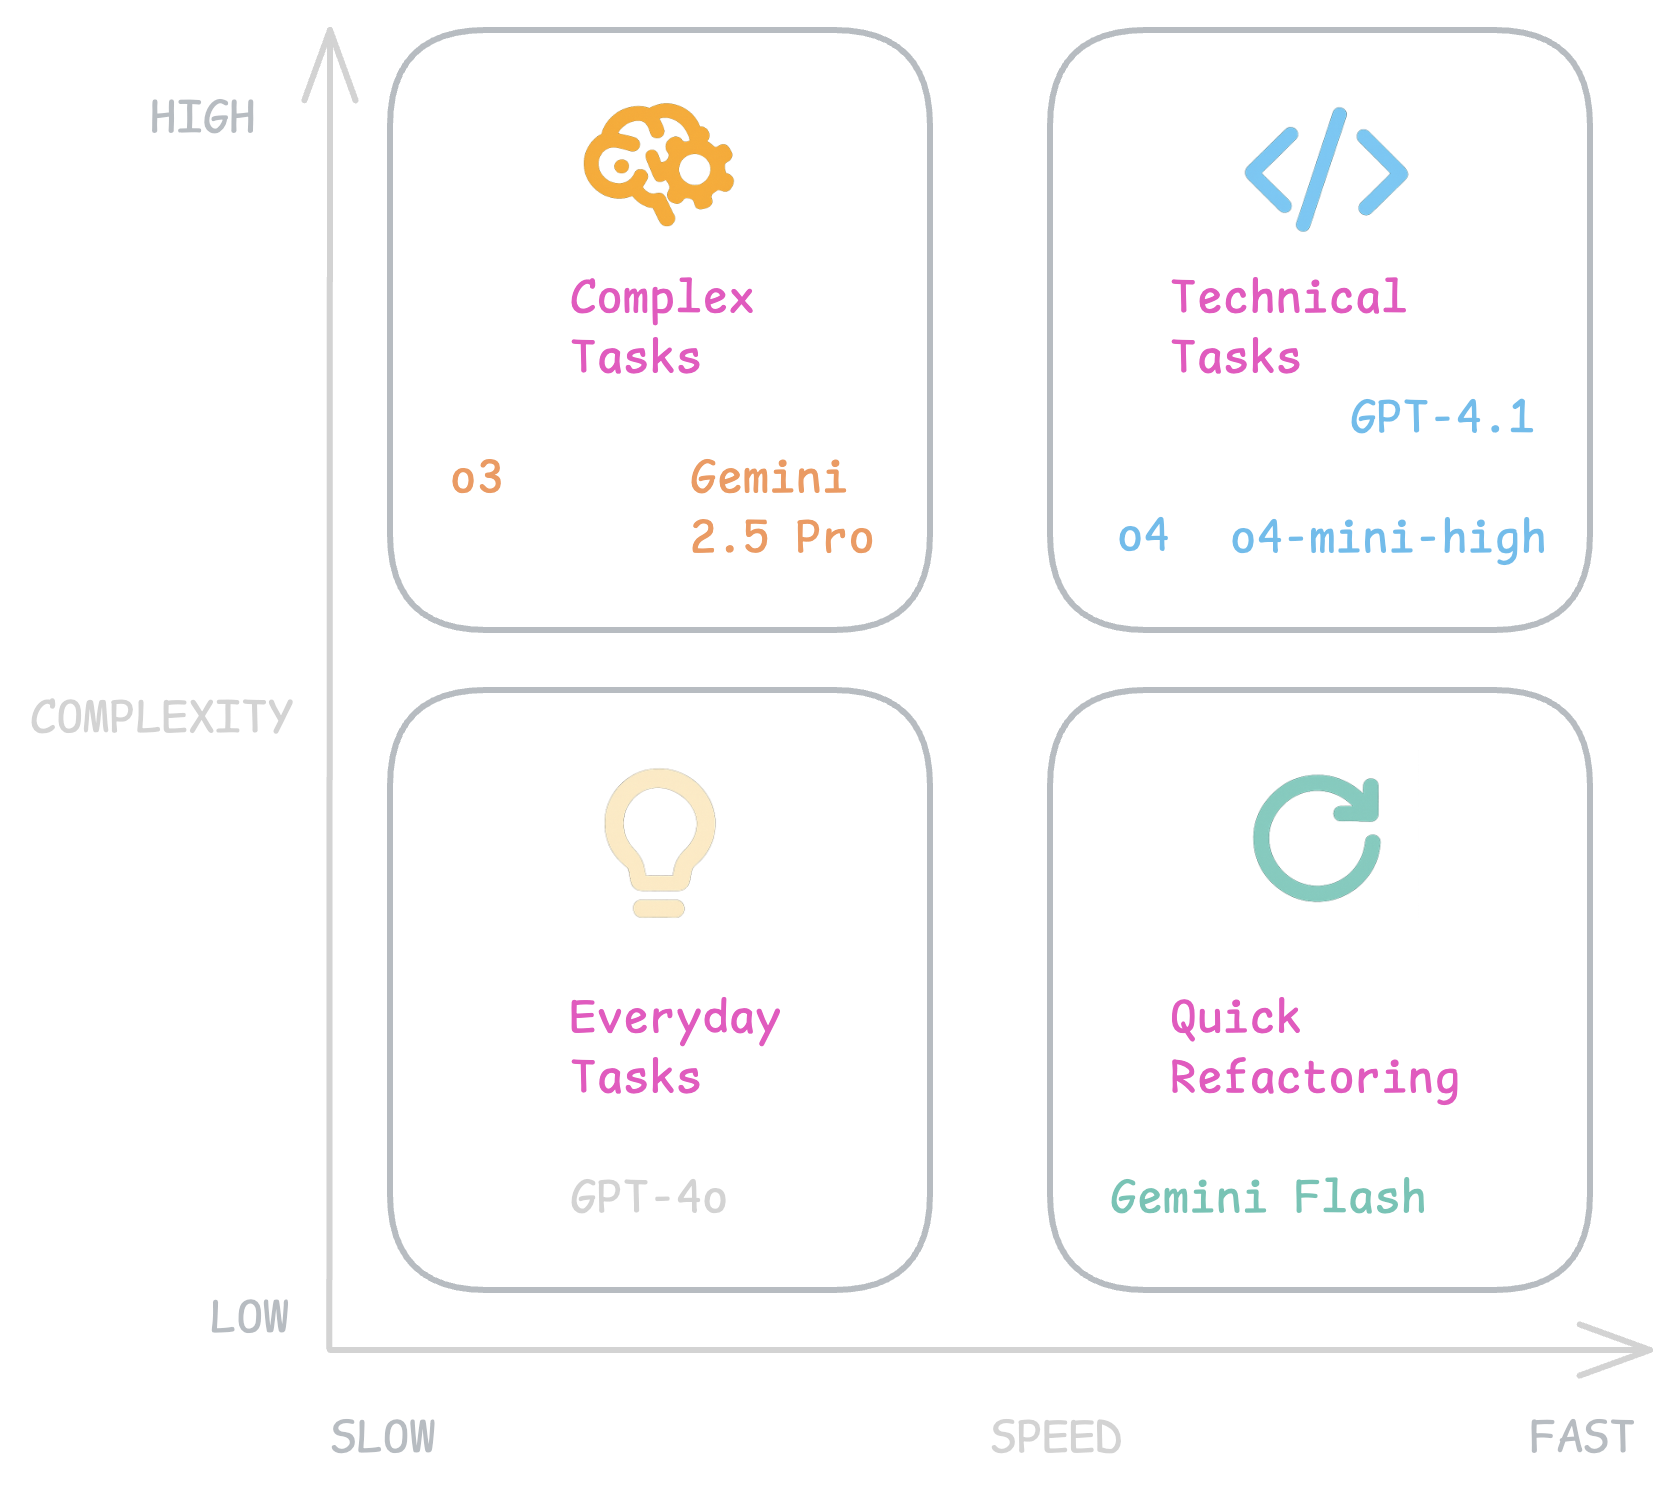 HIGH
Complex
Tasks
o3
Gemini
2.5 Pro
Technical
Tasks
GPT-4.1
o4
o4-mini-high
COMPLEXITY
Everyday
Tasks
GPT-4o
Quick
Refactoring
Gemini Flash
LOW
SLOW
SPEED
FAST